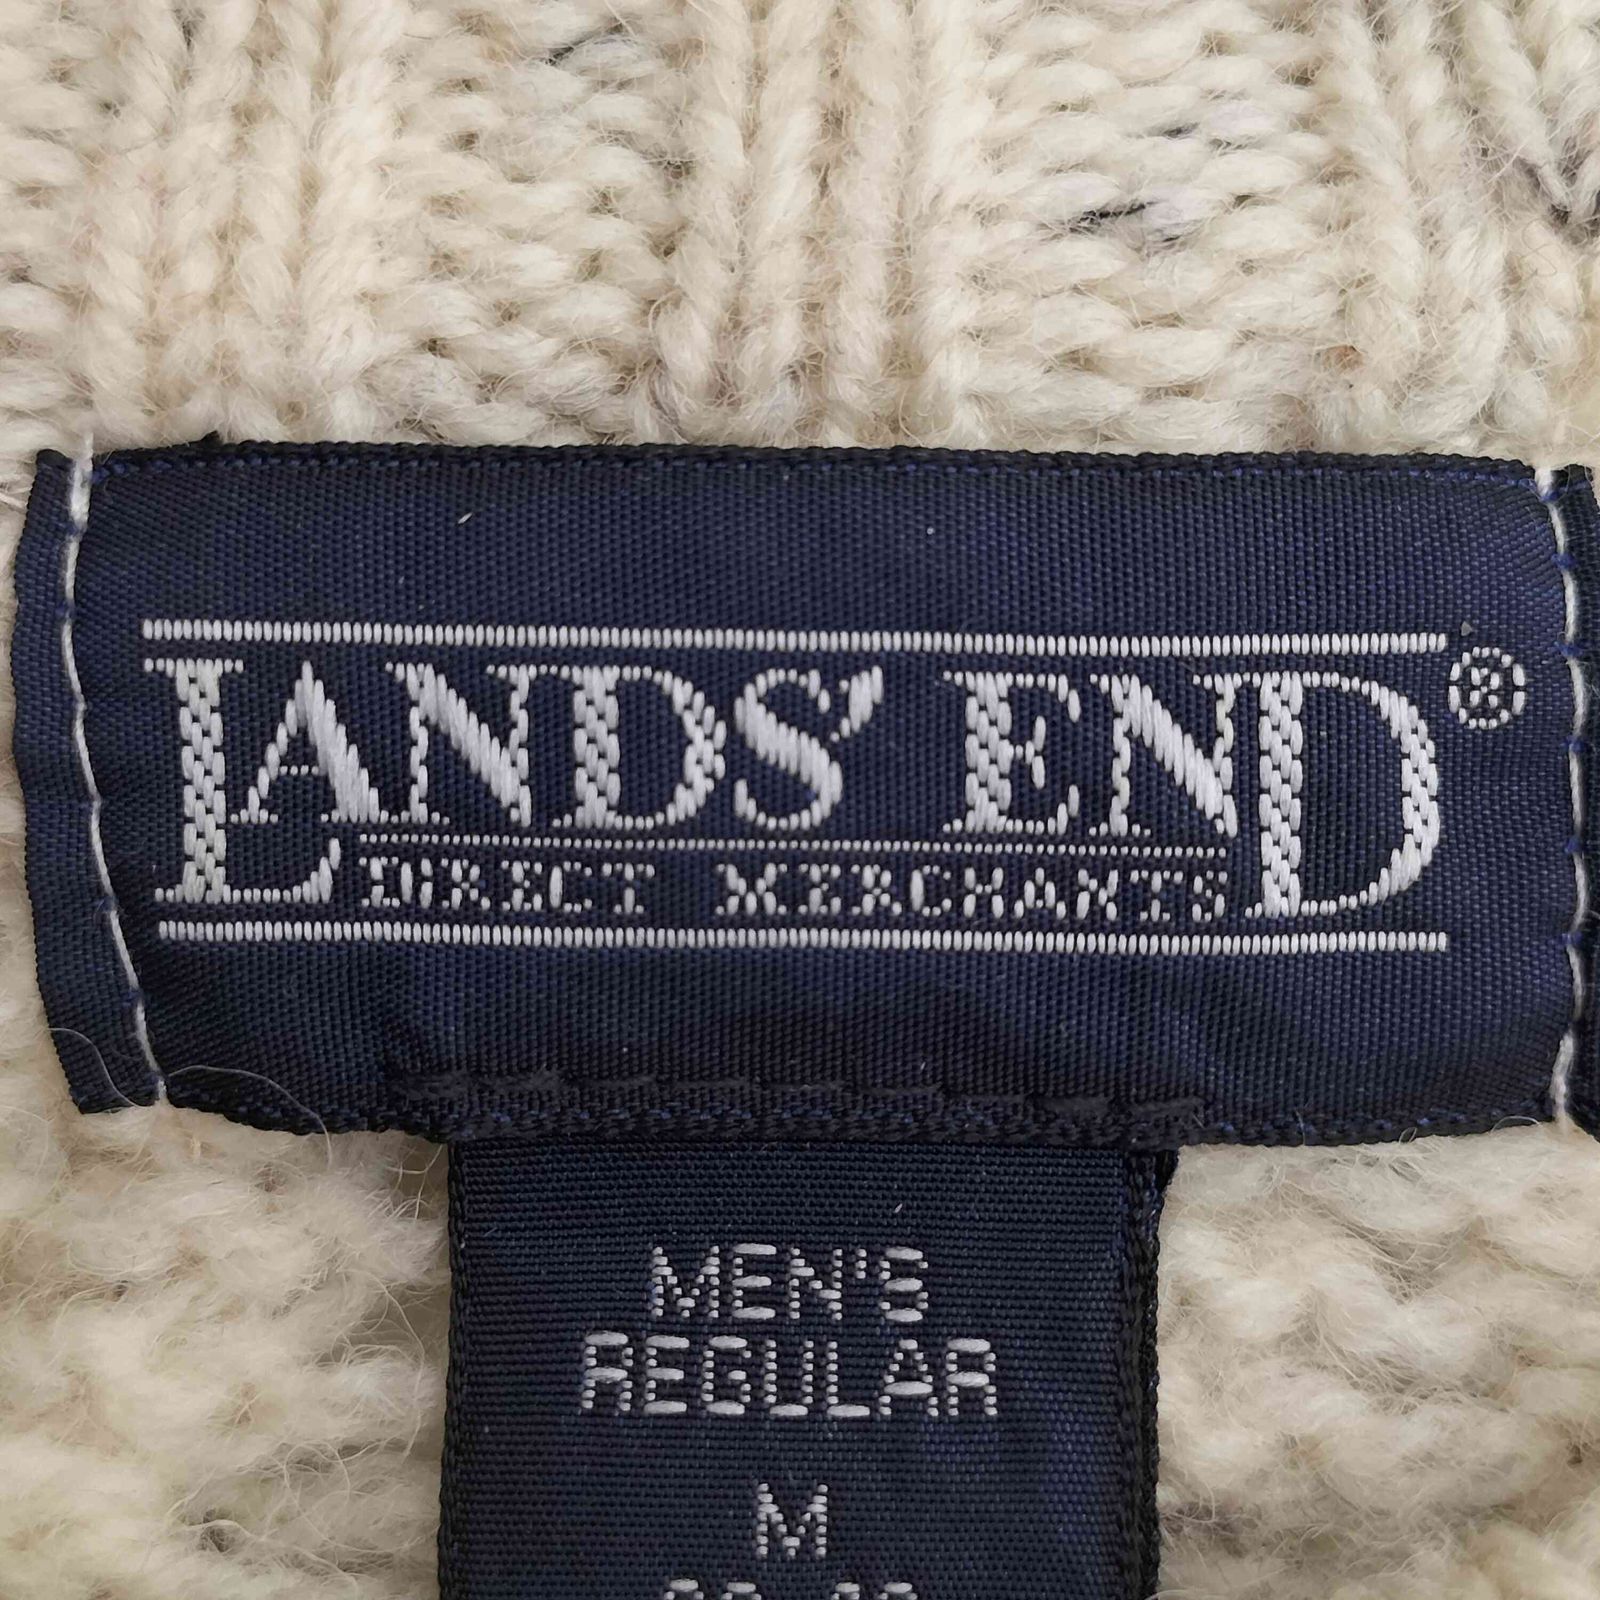 LANDS' END®
DIRECT MERCHANTS
MEN'S
REGULAR
M